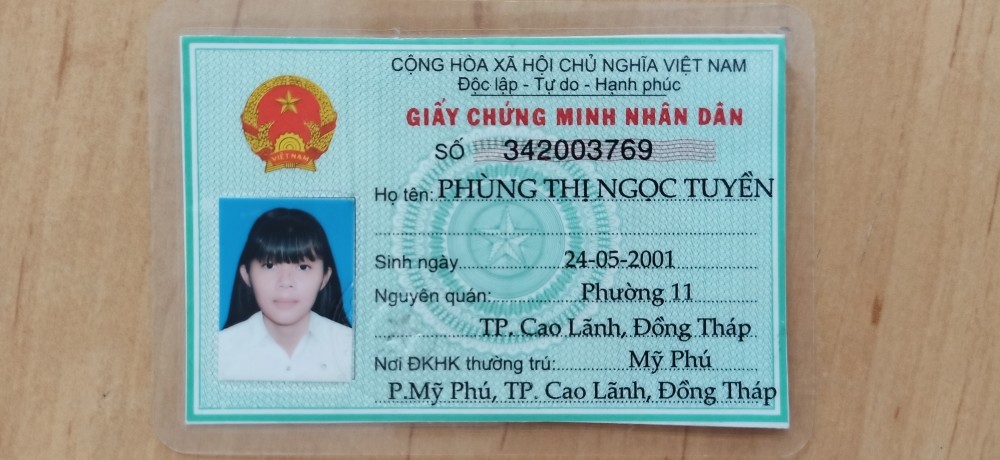 CỘNG HÒA XÃ HỘI CHỦ NGHĨA VIỆT NAM
Độc lập - Tự do - Hạnh phúc
GIẤY CHỨNG MINH NHÂN DÂN
SỐ 342003769
Họ tên: PHÙNG THỊ NGỌC TUYỀN
Sinh ngày 24-05-2001
Nguyên quán: Phường 11
TP. Cao Lãnh, Đồng Tháp
Nơi ĐKHK thường trú: Mỹ Phú
P.Mỹ Phú, TP. Cao Lãnh, Đồng Tháp
VIỆT NAM